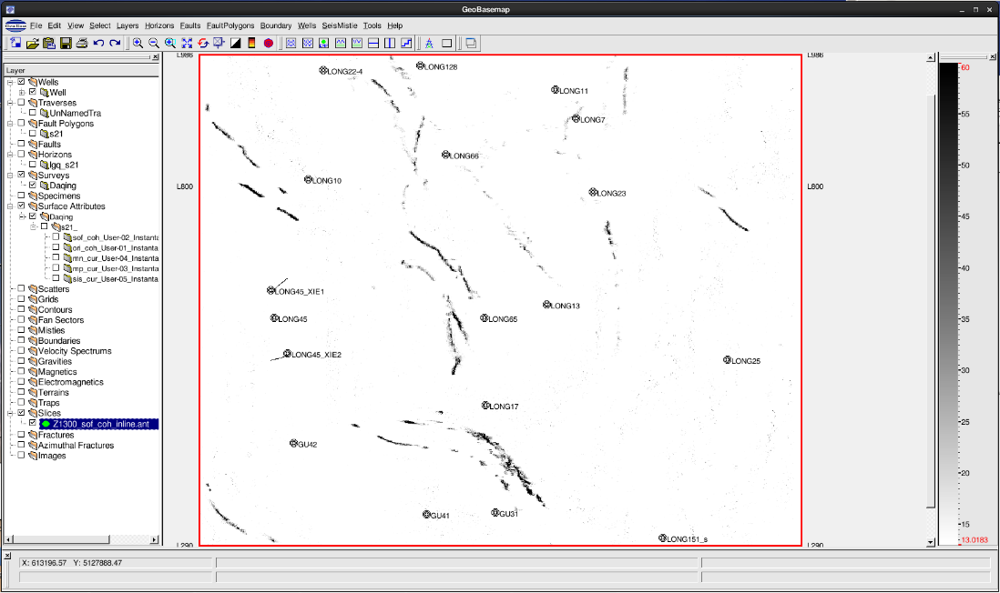 GeoBasemap
File Edit View Select Layers Horizons Faults FaultPolygons Boundary Wells SeisMistie Tools Help
Layer
Wells
Well
Traverses
UnNamedTra
Fault Polygons
s21
Faults
Horizons
lgq_s21
Surveys
Daqing
Specimens
Surface Attributes
Daqing
s21_
sof_coh_User-02_Instanta
ori_coh_User-01_Instanta
mn_cur_User-04_Instanta
mp_cur_User-03_Instanta
sis_cur_User-05_Instanta
Scatters
Grids
Contours
Fan Sectors
Misties
Boundaries
Velocity Spectrums
Gravities
Magnetics
Electromagnetics
Terrains
Traps
Slices
Z1300_sof_coh_inline.ant
Fractures
Azimuthal Fractures
Images
L986
L986
LONG22-4
LONG128
LONG11
LONG7
LONG66
LONG10
L800
L800
LONG23
LONG45_XIE1
LONG13
LONG45
LONG65
LONG45_XIE2
LONG25
LONG17
GU42
GU41
GU31
LONG151_s
L290
L290
60
55
50
45
40
35
30
25
20
15
13.0183
X: 613196.57 Y: 5127888.47